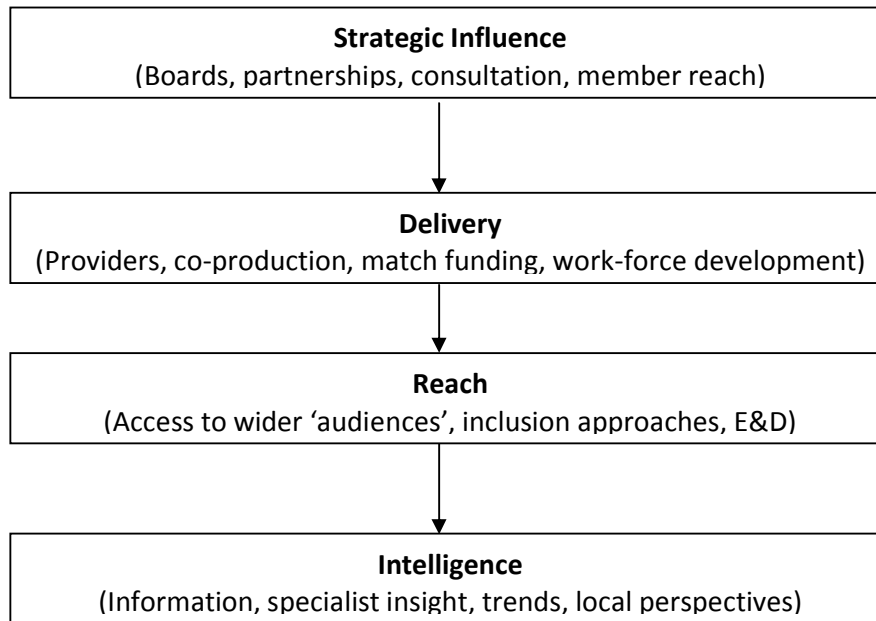 Strategic Influence
(Boards, partnerships, consultation, member reach)
Delivery
(Providers, co-production, match funding, work-force development)
Reach
(Access to wider ‘audiences’, inclusion approaches, E&D)
Intelligence
(Information, specialist insight, trends, local perspectives)